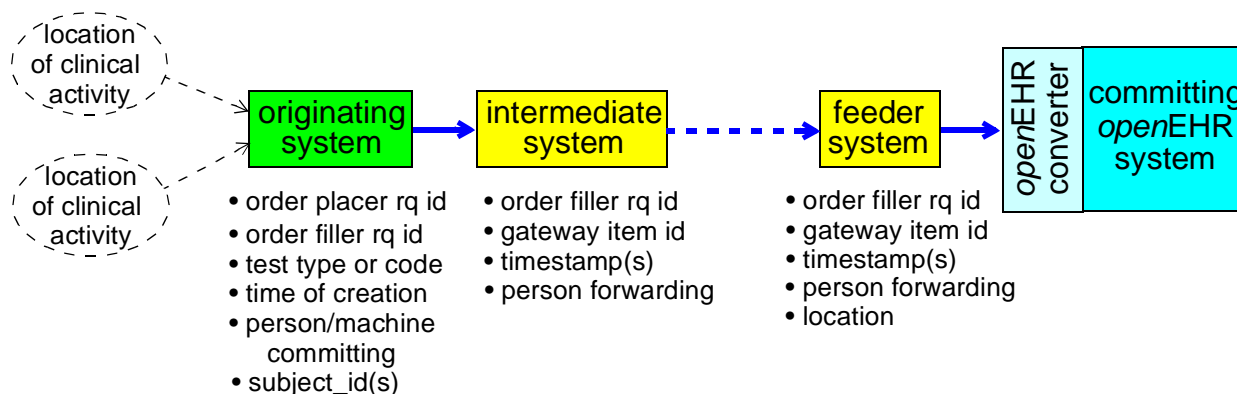 location
of clinical
activity
location
of clinical
activity
originating
system
• order placer rq id
• order filler rq id
• test type or code
• time of creation
• person/machine
committing
• subject_id(s)
intermediate
system
• order filler rq id
• gateway item id
• timestamp(s)
• person forwarding
feeder
system
• order filler rq id
• gateway item id
• timestamp(s)
• person forwarding
• location
openEHR
converter
committing
openEHR
system